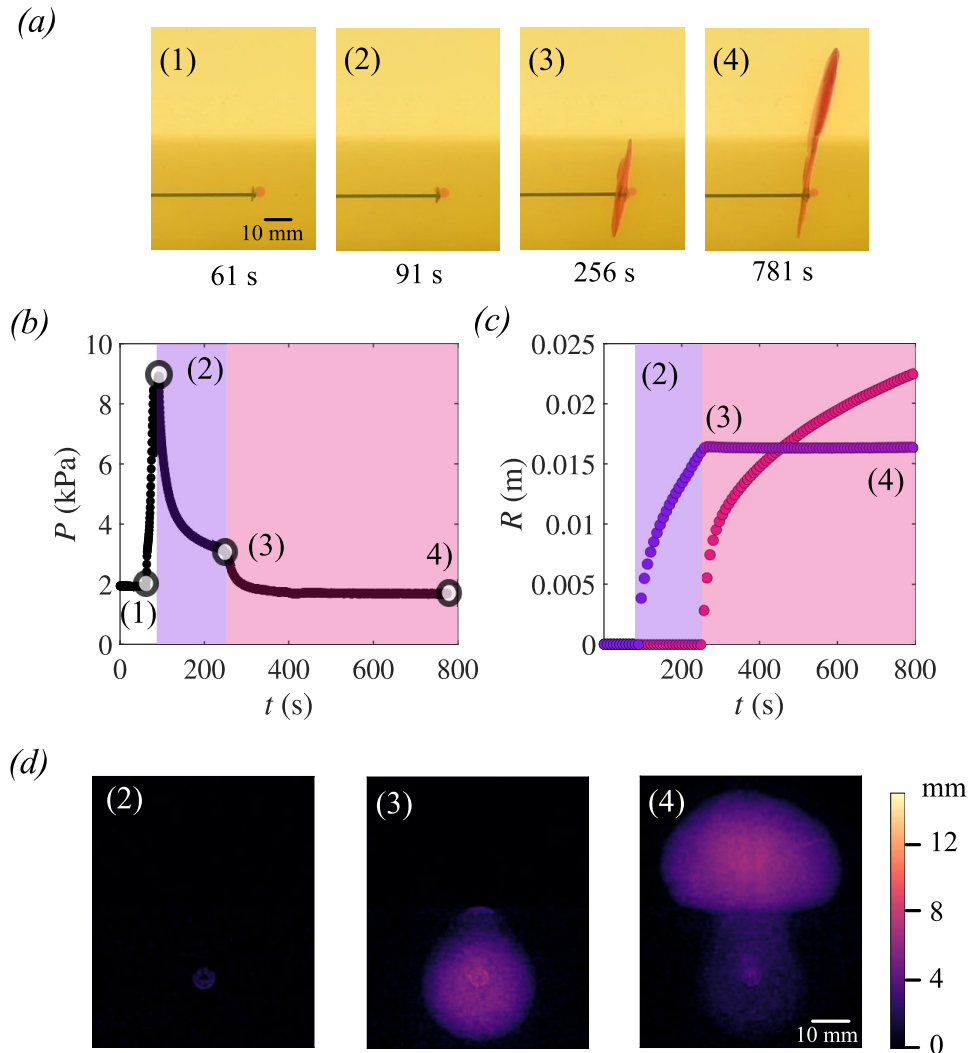 (a)
(1) (2) (3) (4)
10 mm
61 s 91 s 256 s 781 s
(b) (c)
10
8
6
4
2
0
P (kPa)
(1)
(2)
(3)
4)
0 200 400 600 800
t (s)
0.025
0.02
0.015
0.01
0.005
0
R (m)
(2)
(3)
(4)
200 400 600 800
t (s)
(d)
(2) (3) (4)
mm
12
8
4
0
10 mm